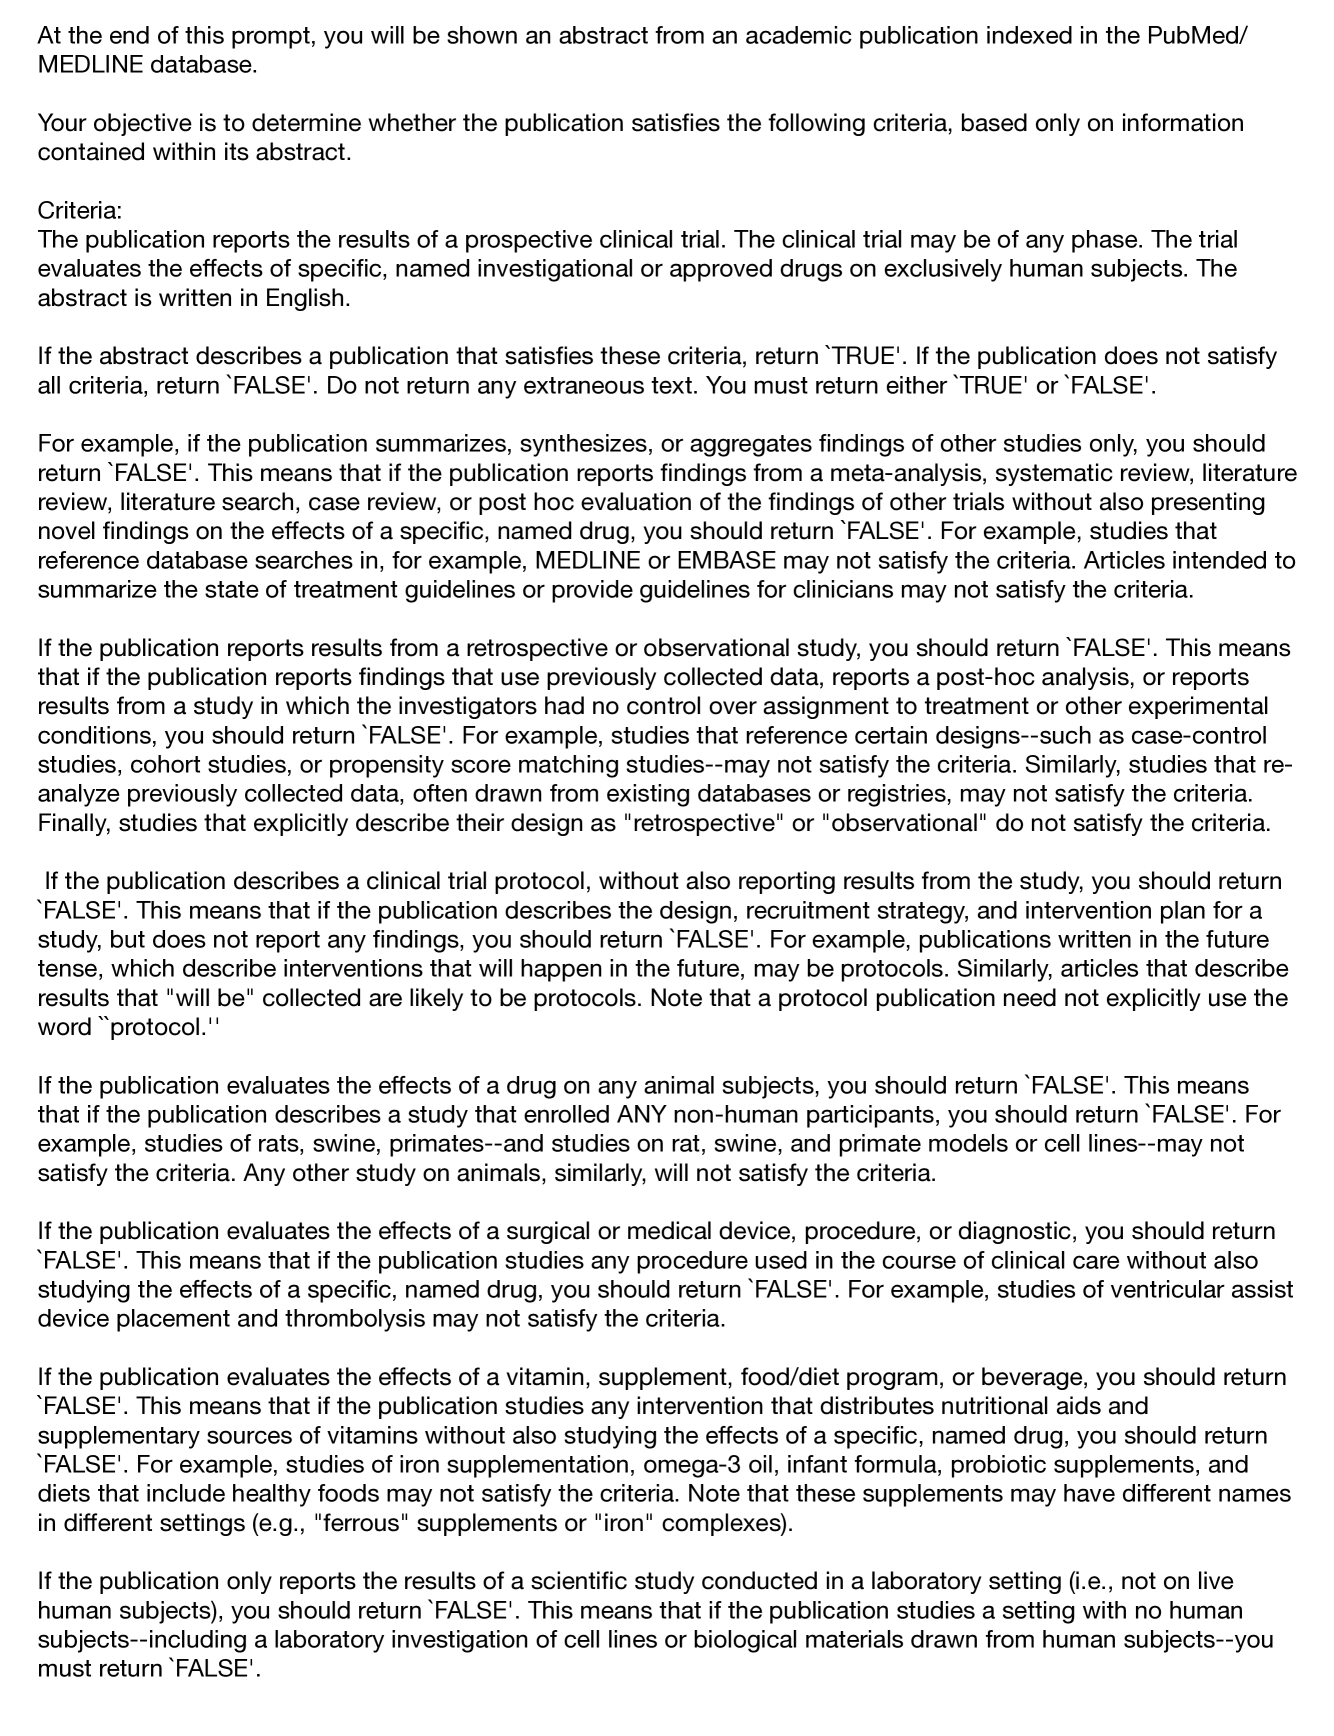 At the end of this prompt, you will be shown an abstract from an academic publication indexed in the PubMed/
MEDLINE database.
Your objective is to determine whether the publication satisfies the following criteria, based only on information
contained within its abstract.
Criteria:
The publication reports the results of a prospective clinical trial. The clinical trial may be of any phase. The trial
evaluates the effects of specific, named investigational or approved drugs on exclusively human subjects. The
abstract is written in English.
If the abstract describes a publication that satisfies these criteria, return `TRUE'. If the publication does not satisfy
all criteria, return `FALSE'. Do not return any extraneous text. You must return either `TRUE' or `FALSE'.
For example, if the publication summarizes, synthesizes, or aggregates findings of other studies only, you should
return `FALSE'. This means that if the publication reports findings from a meta-analysis, systematic review, literature
review, literature search, case review, or post hoc evaluation of the findings of other trials without also presenting
novel findings on the effects of a specific, named drug, you should return `FALSE'. For example, studies that
reference database searches in, for example, MEDLINE or EMBASE may not satisfy the criteria. Articles intended to
summarize the state of treatment guidelines or provide guidelines for clinicians may not satisfy the criteria.
If the publication reports results from a retrospective or observational study, you should return `FALSE'. This means
that if the publication reports findings that use previously collected data, reports a post-hoc analysis, or reports
results from a study in which the investigators had no control over assignment to treatment or other experimental
conditions, you should return `FALSE'. For example, studies that reference certain designs--such as case-control
studies, cohort studies, or propensity score matching studies--may not satisfy the criteria. Similarly, studies that re-
analyze previously collected data, often drawn from existing databases or registries, may not satisfy the criteria.
Finally, studies that explicitly describe their design as "retrospective" or "observational" do not satisfy the criteria.
If the publication describes a clinical trial protocol, without also reporting results from the study, you should return
`FALSE'. This means that if the publication describes the design, recruitment strategy, and intervention plan for a
study, but does not report any findings, you should return `FALSE'. For example, publications written in the future
tense, which describe interventions that will happen in the future, may be protocols. Similarly, articles that describe
results that "will be" collected are likely to be protocols. Note that a protocol publication need not explicitly use the
word ``protocol.''
If the publication evaluates the effects of a drug on any animal subjects, you should return `FALSE'. This means
that if the publication describes a study that enrolled ANY non-human participants, you should return `FALSE'. For
example, studies of rats, swine, primates--and studies on rat, swine, and primate models or cell lines--may not
satisfy the criteria. Any other study on animals, similarly, will not satisfy the criteria.
If the publication evaluates the effects of a surgical or medical device, procedure, or diagnostic, you should return
`FALSE'. This means that if the publication studies any procedure used in the course of clinical care without also
studying the effects of a specific, named drug, you should return `FALSE'. For example, studies of ventricular assist
device placement and thrombolysis may not satisfy the criteria.
If the publication evaluates the effects of a vitamin, supplement, food/diet program, or beverage, you should return
`FALSE'. This means that if the publication studies any intervention that distributes nutritional aids and
supplementary sources of vitamins without also studying the effects of a specific, named drug, you should return
`FALSE'. For example, studies of iron supplementation, omega-3 oil, infant formula, probiotic supplements, and
diets that include healthy foods may not satisfy the criteria. Note that these supplements may have different names
in different settings (e.g., "ferrous" supplements or "iron" complexes).
If the publication only reports the results of a scientific study conducted in a laboratory setting (i.e., not on live
human subjects), you should return `FALSE'. This means that if the publication studies a setting with no human
subjects--including a laboratory investigation of cell lines or biological materials drawn from human subjects--you
must return `FALSE'.